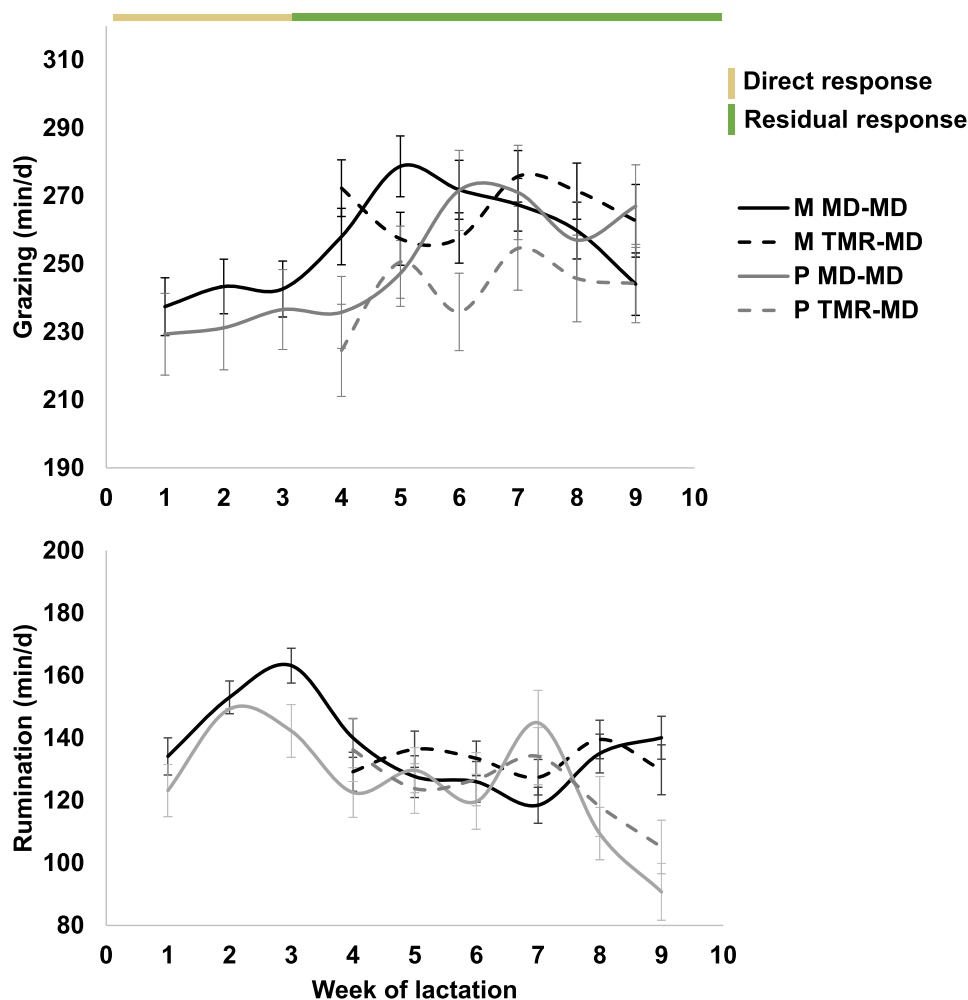 Direct response
Residual response
M MD-MD
M TMR-MD
P MD-MD
P TMR-MD
Grazing (min/d)
310
290
270
250
230
210
190
0 1 2 3 4 5 6 7 8 9 10
Rumination (min/d)
200
180
160
140
120
100
80
0 1 2 3 4 5 6 7 8 9 10
Week of lactation